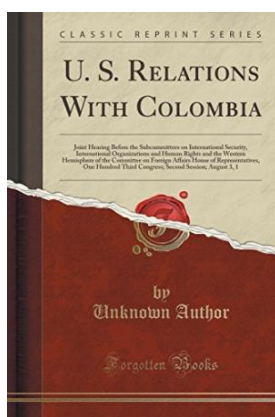 CLASSIC REPRINT SERIES
U. S. Relations
With Colombia
Joint Hearing Before the Subcommittees on International Security,
International Organizations and Human Rights and the Western
Hemisphere of the Committee on Foreign Affairs House of Representatives,
One Hundred Third Congress; Second Session; August 3, 1
by
Unknown Author
Forgotten Books